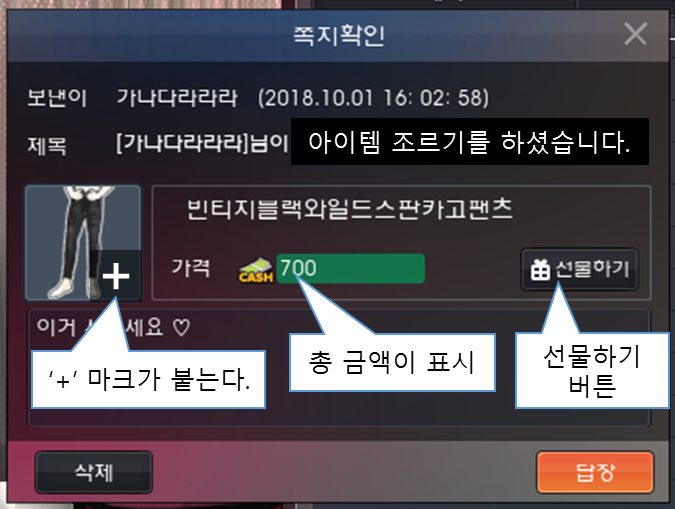 쪽지확인
보낸이 가나다라라라 (2018.10.01 16: 02: 58)
제목 [가나다라라라]님이 아이템 조르기를 하셨습니다.
빈티지블랙와일드스판카고팬츠
+
가격 CASH 700 선물하기
이거 세요 ♡
'+' 마크가 붙는다.
총 금액이 표시
선물하기
버튼
삭제 답장